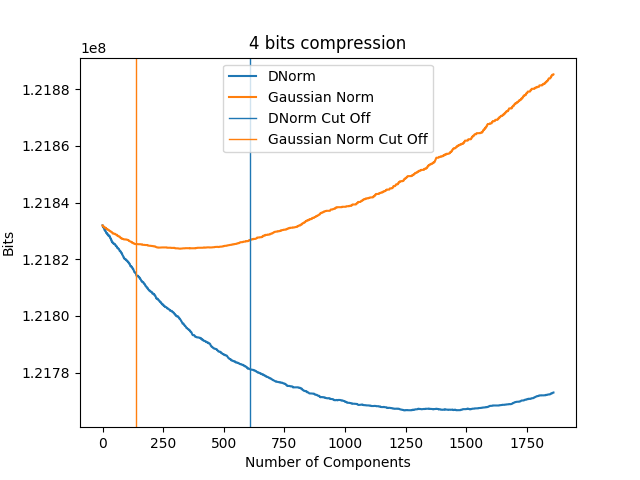 4 bits compression
1e8
DNorm
Gaussian Norm
DNorm Cut Off
Gaussian Norm Cut Off
1.2188
1.2186
1.2184
1.2182
1.2180
1.2178
Bits
0
250
500
750
1000
1250
1500
1750
Number of Components